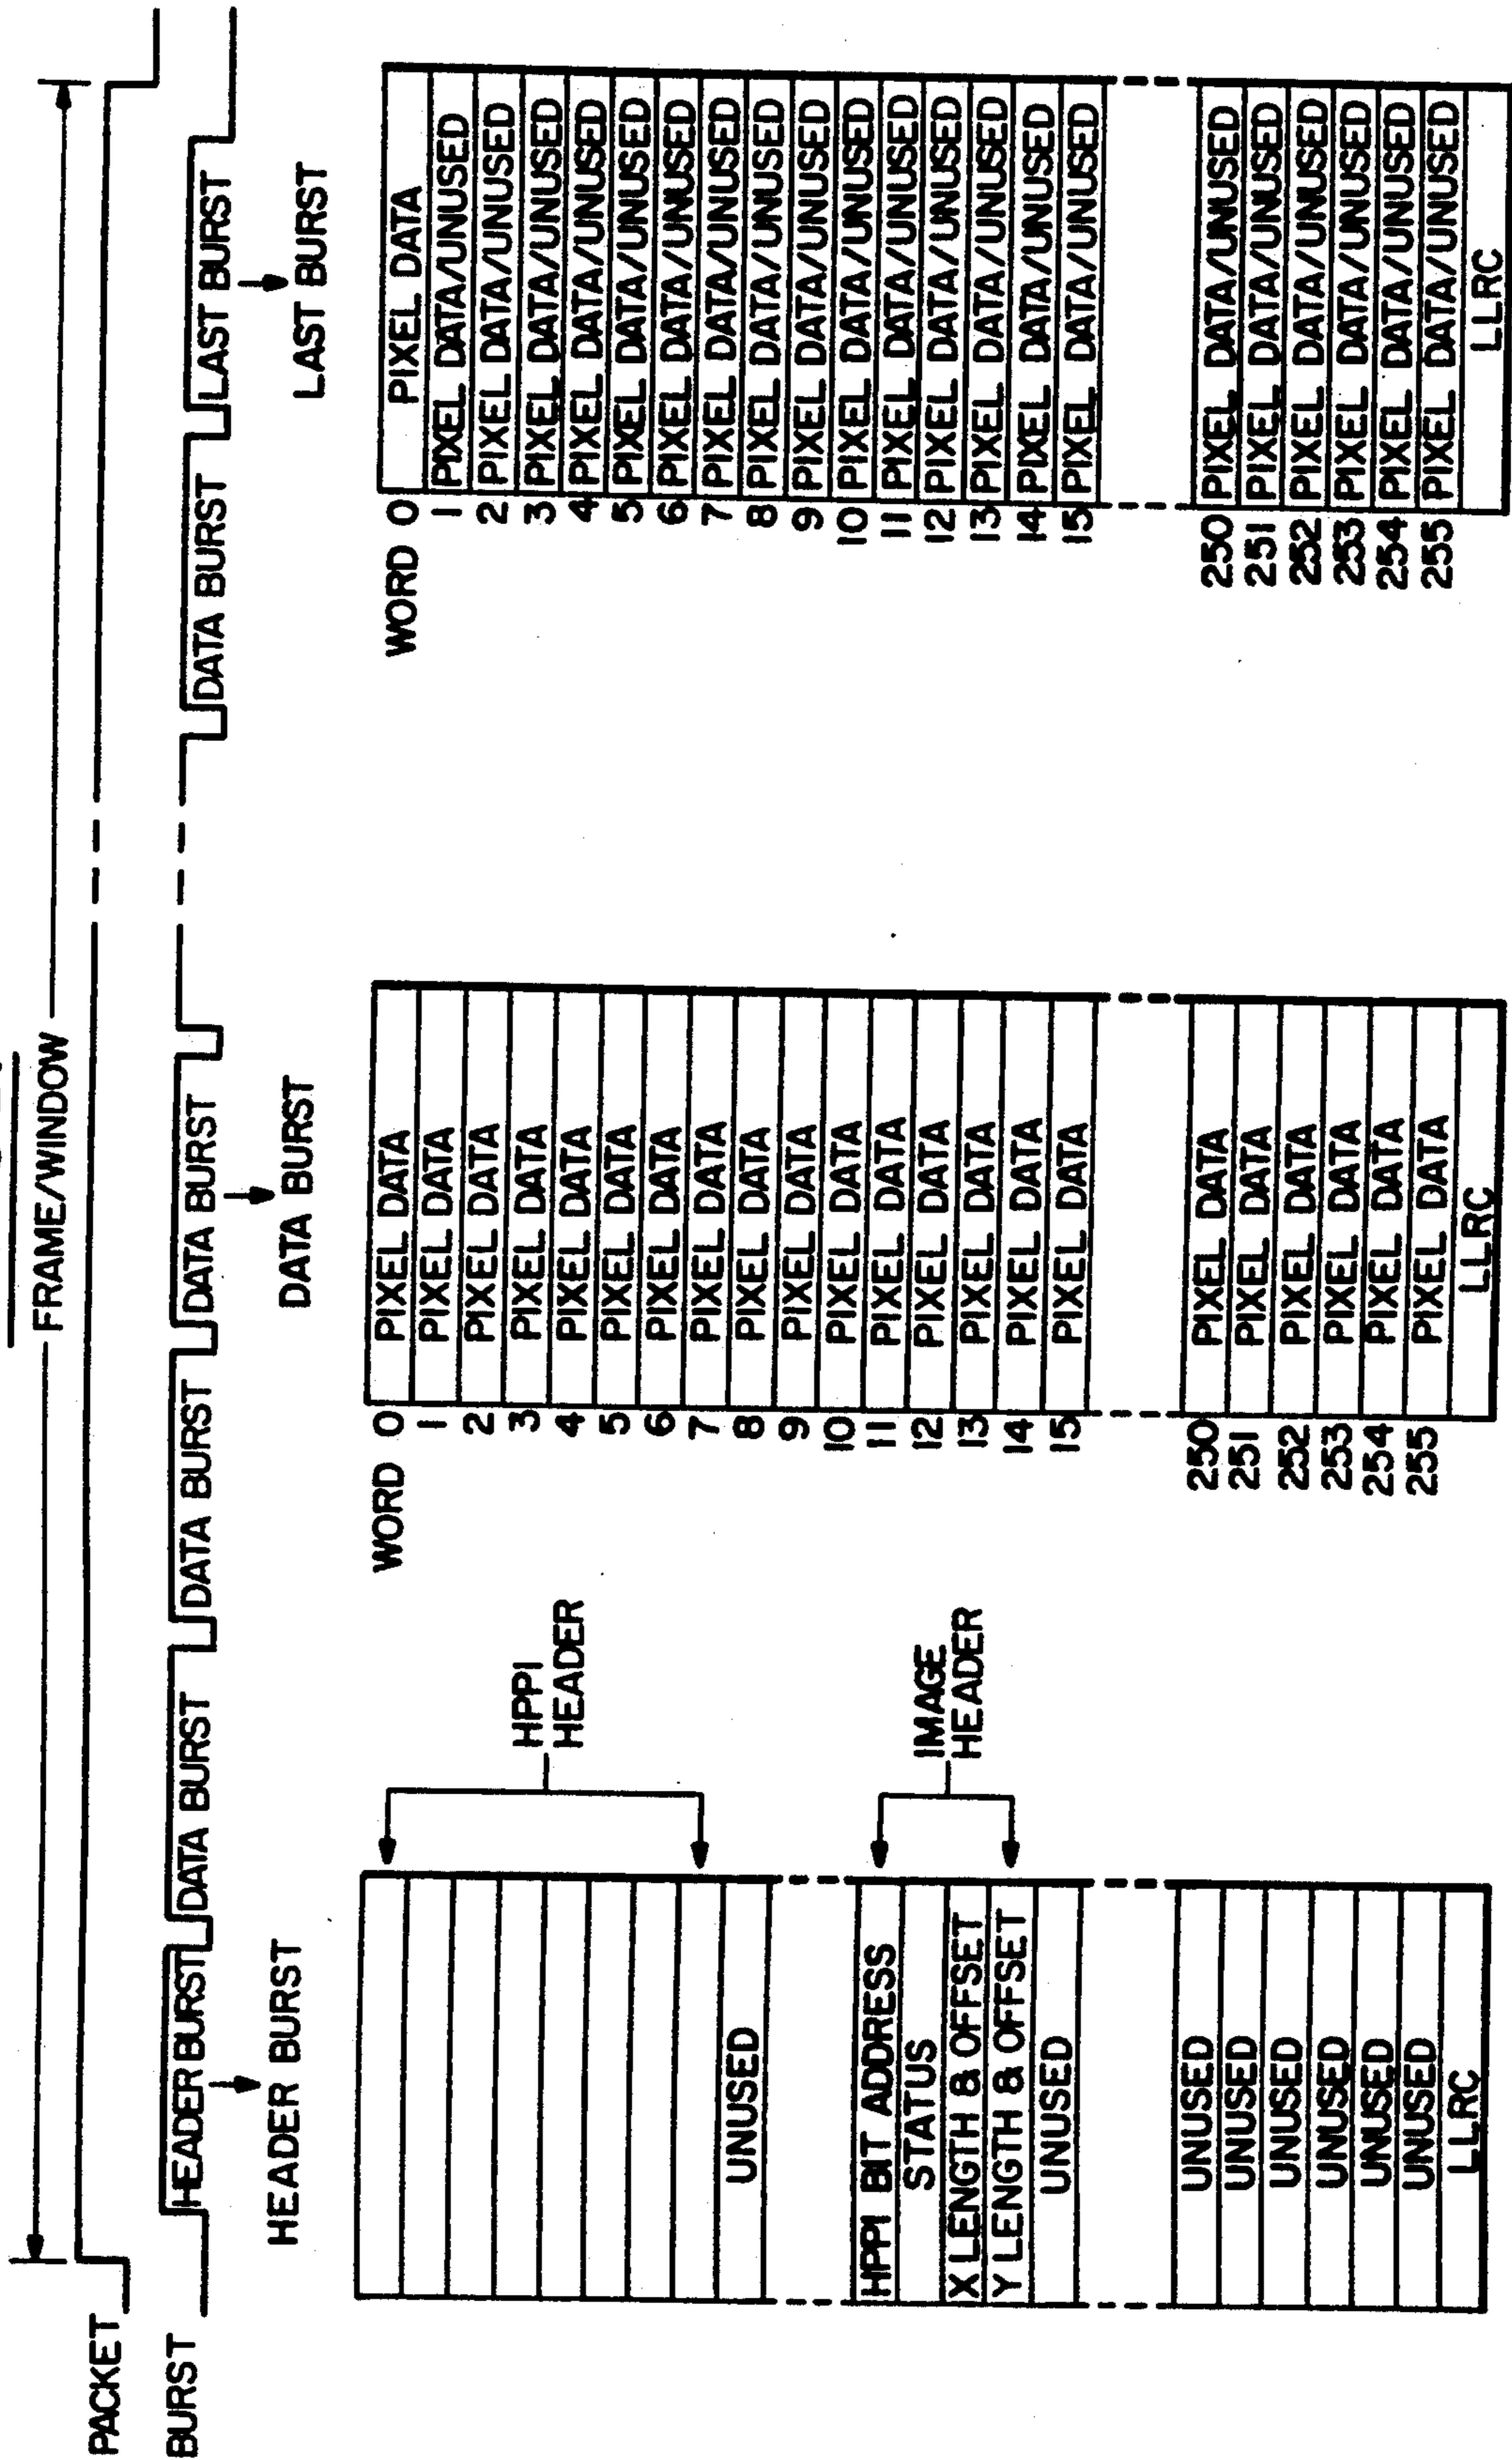 FRAME/WINDOW
PACKET
BURST
HEADER BURST
DATA BURST
DATA BURST
DATA BURST
DATA BURST
LAST BURST
HEADER BURST
DATA BURST
LAST BURST
UNUSED
HPPI BIT ADDRESS
STATUS
X LENGTH & OFFSET
Y LENGTH & OFFSET
UNUSED
UNUSED
UNUSED
UNUSED
UNUSED
UNUSED
UNUSED
LLRC
HPPI
HEADER
IMAGE
HEADER
WORD 0 PIXEL DATA
1 PIXEL DATA
2 PIXEL DATA
3 PIXEL DATA
4 PIXEL DATA
5 PIXEL DATA
6 PIXEL DATA
7 PIXEL DATA
8 PIXEL DATA
9 PIXEL DATA
10 PIXEL DATA
11 PIXEL DATA
12 PIXEL DATA
13 PIXEL DATA
14 PIXEL DATA
15 PIXEL DATA
250 PIXEL DATA
251 PIXEL DATA
252 PIXEL DATA
253 PIXEL DATA
254 PIXEL DATA
255 PIXEL DATA
LLRC
WORD 0 PIXEL DATA
1 PIXEL DATA/UNUSED
2 PIXEL DATA/UNUSED
3 PIXEL DATA/UNUSED
4 PIXEL DATA/UNUSED
5 PIXEL DATA/UNUSED
6 PIXEL DATA/UNUSED
7 PIXEL DATA/UNUSED
8 PIXEL DATA/UNUSED
9 PIXEL DATA/UNUSED
10 PIXEL DATA/UNUSED
11 PIXEL DATA/UNUSED
12 PIXEL DATA/UNUSED
13 PIXEL DATA/UNUSED
14 PIXEL DATA/UNUSED
15 PIXEL DATA/UNUSED
250 PIXEL DATA/UNUSED
251 PIXEL DATA/UNUSED
252 PIXEL DATA/UNUSED
253 PIXEL DATA/UNUSED
254 PIXEL DATA/UNUSED
255 PIXEL DATA/UNUSED
LLRC